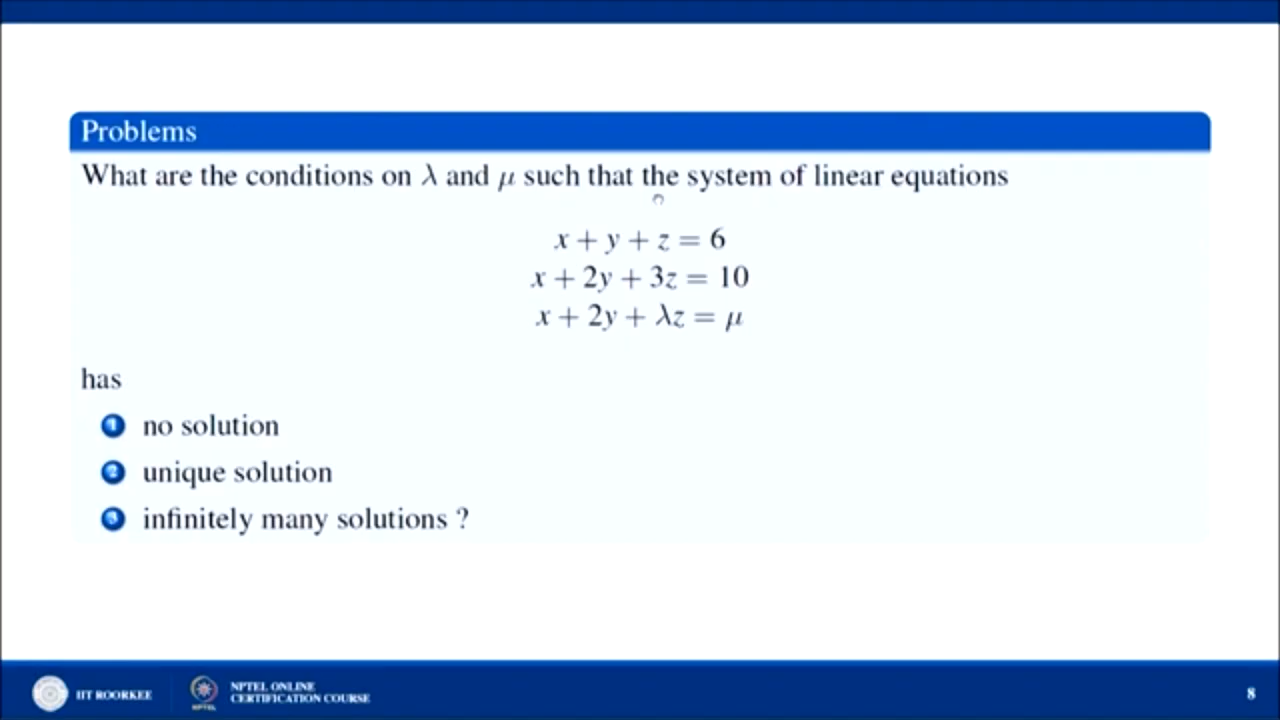 Problems
What are the conditions on λ and μ such that the system of linear equations
x + y + z = 6
x + 2y + 3z = 10
x + 2y + λz = μ
has
1 no solution
2 unique solution
3 infinitely many solutions ?
IIT ROORKEE
NPTEL
NPTEL ONLINE
CERTIFICATION COURSE
8